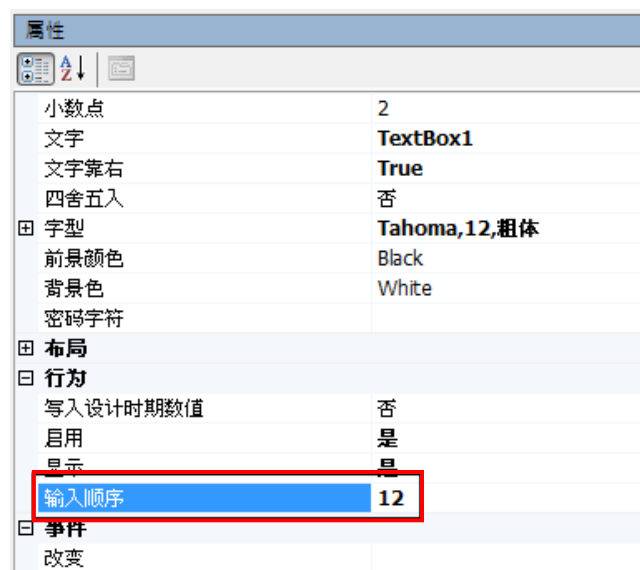 属性
小数点 2
文字 TextBox1
文字靠右 True
四舍五入 否
字型 Tahoma,12,粗体
前景颜色 Black
背景色 White
密码字符
布局
行为
写入设计时期数值 否
启用 是
显示 是
输入顺序 12
事件
改变